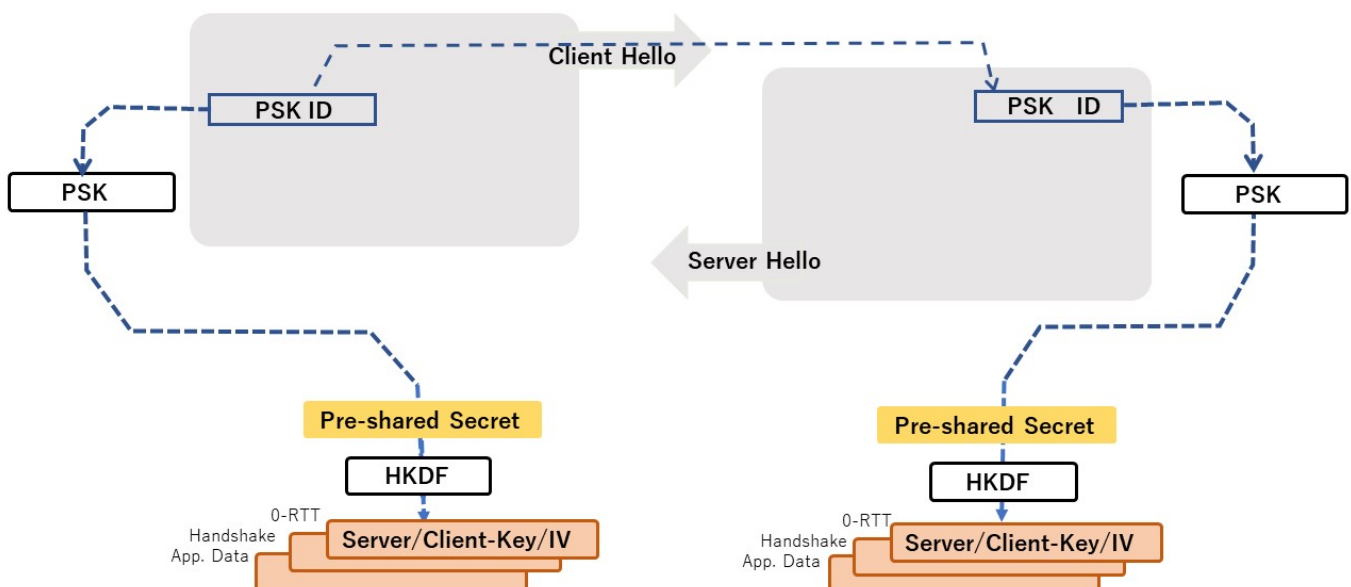 Client Hello
PSK ID
PSK ID
PSK
PSK
Server Hello
Pre-shared Secret
Pre-shared Secret
HKDF
HKDF
0-RTT
Handshake
App. Data
Server/Client-Key/IV
0-RTT
Handshake
App. Data
Server/Client-Key/IV